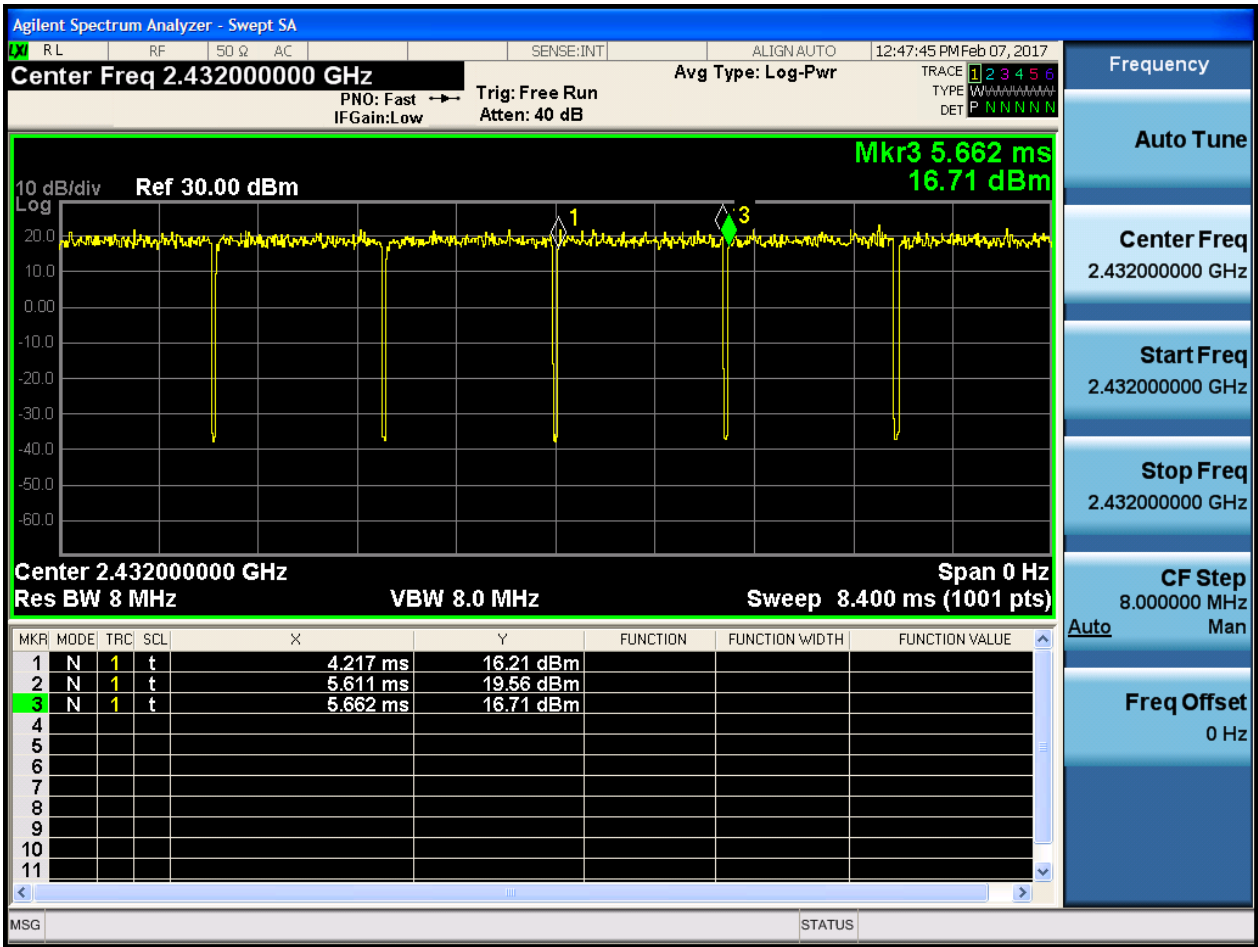 Agilent Spectrum Analyzer - Swept SA
LXI RL RF 50 Ω AC SENSE:INT ALIGN AUTO 12:47:45 PM Feb 07, 2017
Center Freq 2.432000000 GHz
PNO: Fast
IFGain:Low
Trig: Free Run
Atten: 40 dB
Avg Type: Log-Pwr
TRACE 1 2 3 4 5 6
TYPE W
DET P N N N N N
Mkr3 5.662 ms
16.71 dBm
10 dB/div Ref 30.00 dBm
Log
20.0
10.0
0.00
-10.0
-20.0
-30.0
-40.0
-50.0
-60.0
1
3
Center 2.432000000 GHz Span 0 Hz
Res BW 8 MHz VBW 8.0 MHz Sweep 8.400 ms (1001 pts)
MKR MODE TRC SCL X Y FUNCTION FUNCTION WIDTH FUNCTION VALUE
1 N 1 t 4.217 ms 16.21 dBm
2 N 1 t 5.611 ms 19.56 dBm
3 N 1 t 5.662 ms 16.71 dBm
4
5
6
7
8
9
10
11
MSG STATUS
Frequency
Auto Tune
Center Freq
2.432000000 GHz
Start Freq
2.432000000 GHz
Stop Freq
2.432000000 GHz
CF Step
8.000000 MHz
Auto Man
Freq Offset
0 Hz